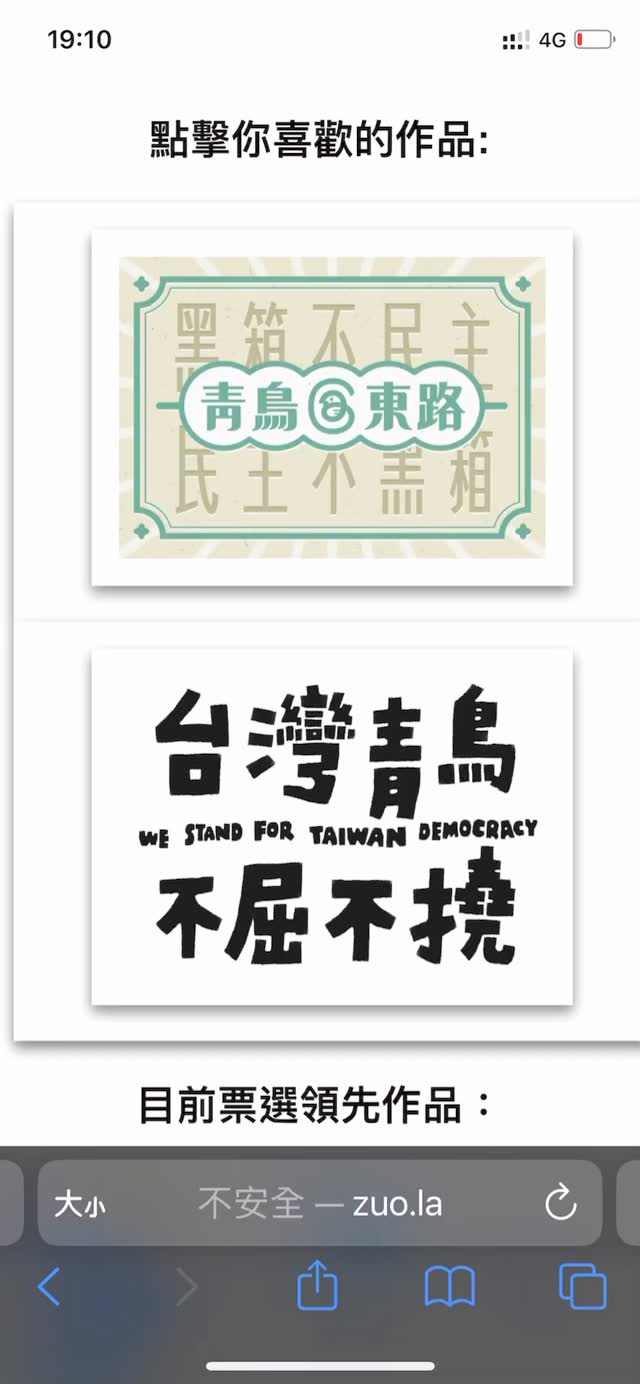 19:10
4G
點擊你喜歡的作品:
黑箱不民主
青鳥東路
民主不黑箱
台灣青鳥
WE STAND FOR TAIWAN DEMOCRACY
不屈不撓
目前票選領先作品：
大小 不安全 — zuo.la